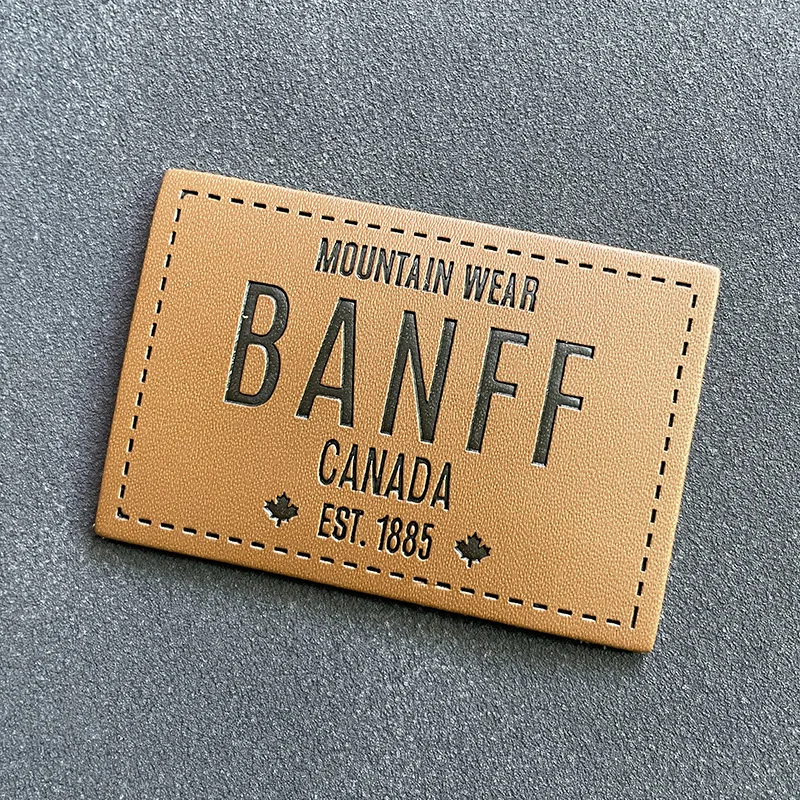 MOUNTAIN WEAR
BANFF
CANADA
EST. 1885